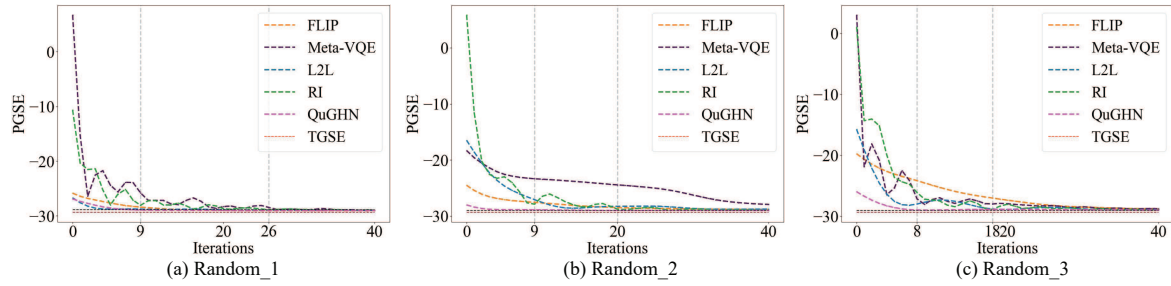 0
−10
−20
−30
PGSE
FLIP
Meta-VQE
L2L
RI
QuGHN
TGSE
0 9 20 26 40
Iterations
(a) Random_1
0
−10
−20
−30
PGSE
FLIP
Meta-VQE
L2L
RI
QuGHN
TGSE
0 9 20 40
Iterations
(b) Random_2
0
−10
−20
−30
PGSE
FLIP
Meta-VQE
L2L
RI
QuGHN
TGSE
0 8 1820 40
Iterations
(c) Random_3